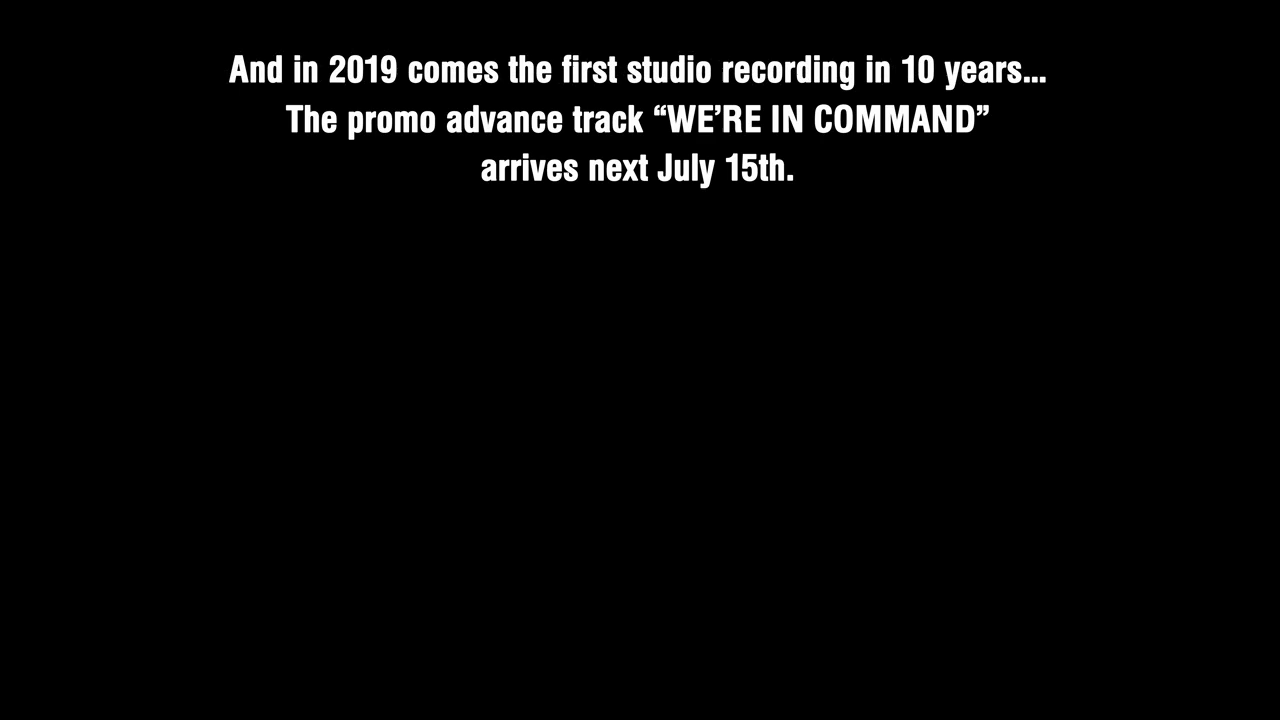 And in 2019 comes the first studio recording in 10 years...
The promo advance track “WE’RE IN COMMAND”
arrives next July 15th.